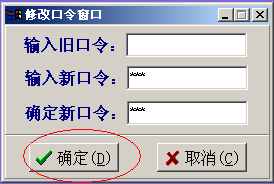 修改口令窗口
输入旧口令：
输入新口令： ***
确定新口令： ***
确定(D) 取消(C)